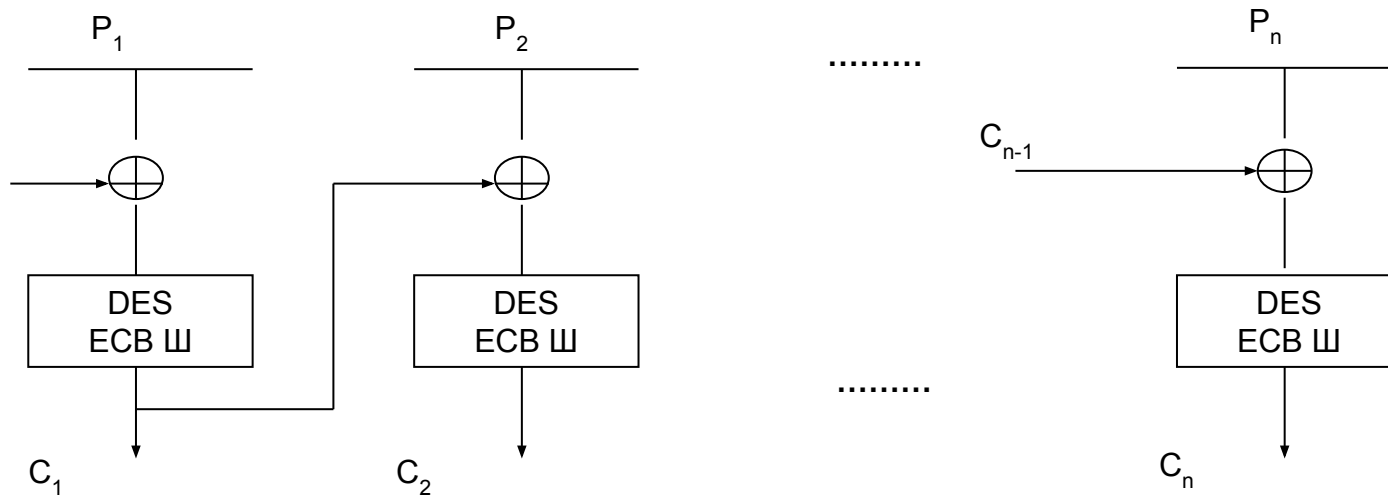 P₁
P₂
.........
Pₙ
Cₙ₋₁
DES
ECB Ш
DES
ECB Ш
DES
ECB Ш
.........
C₁
C₂
Cₙ